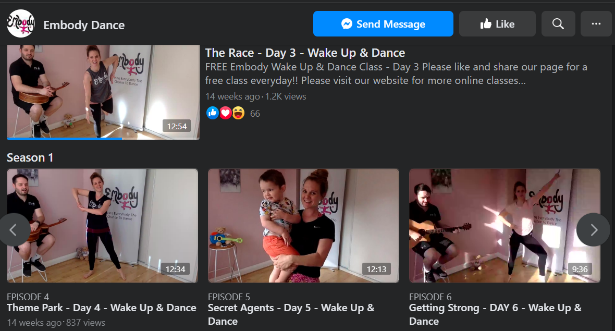 Embody Dance
Send Message
Like
The Race - Day 3 - Wake Up & Dance
FREE Embody Wake Up & Dance Class - Day 3 Please like and share our page for a
free class everyday!! Please visit our website for more online classes...
14 weeks ago · 1.2K views
66
12:54
Season 1
12:34
12:13
9:36
EPISODE 4
Theme Park - Day 4 - Wake Up & Dance
14 weeks ago · 837 views
EPISODE 5
Secret Agents - Day 5 - Wake Up &
Dance
EPISODE 6
Getting Strong - DAY 6 - Wake Up &
Dance